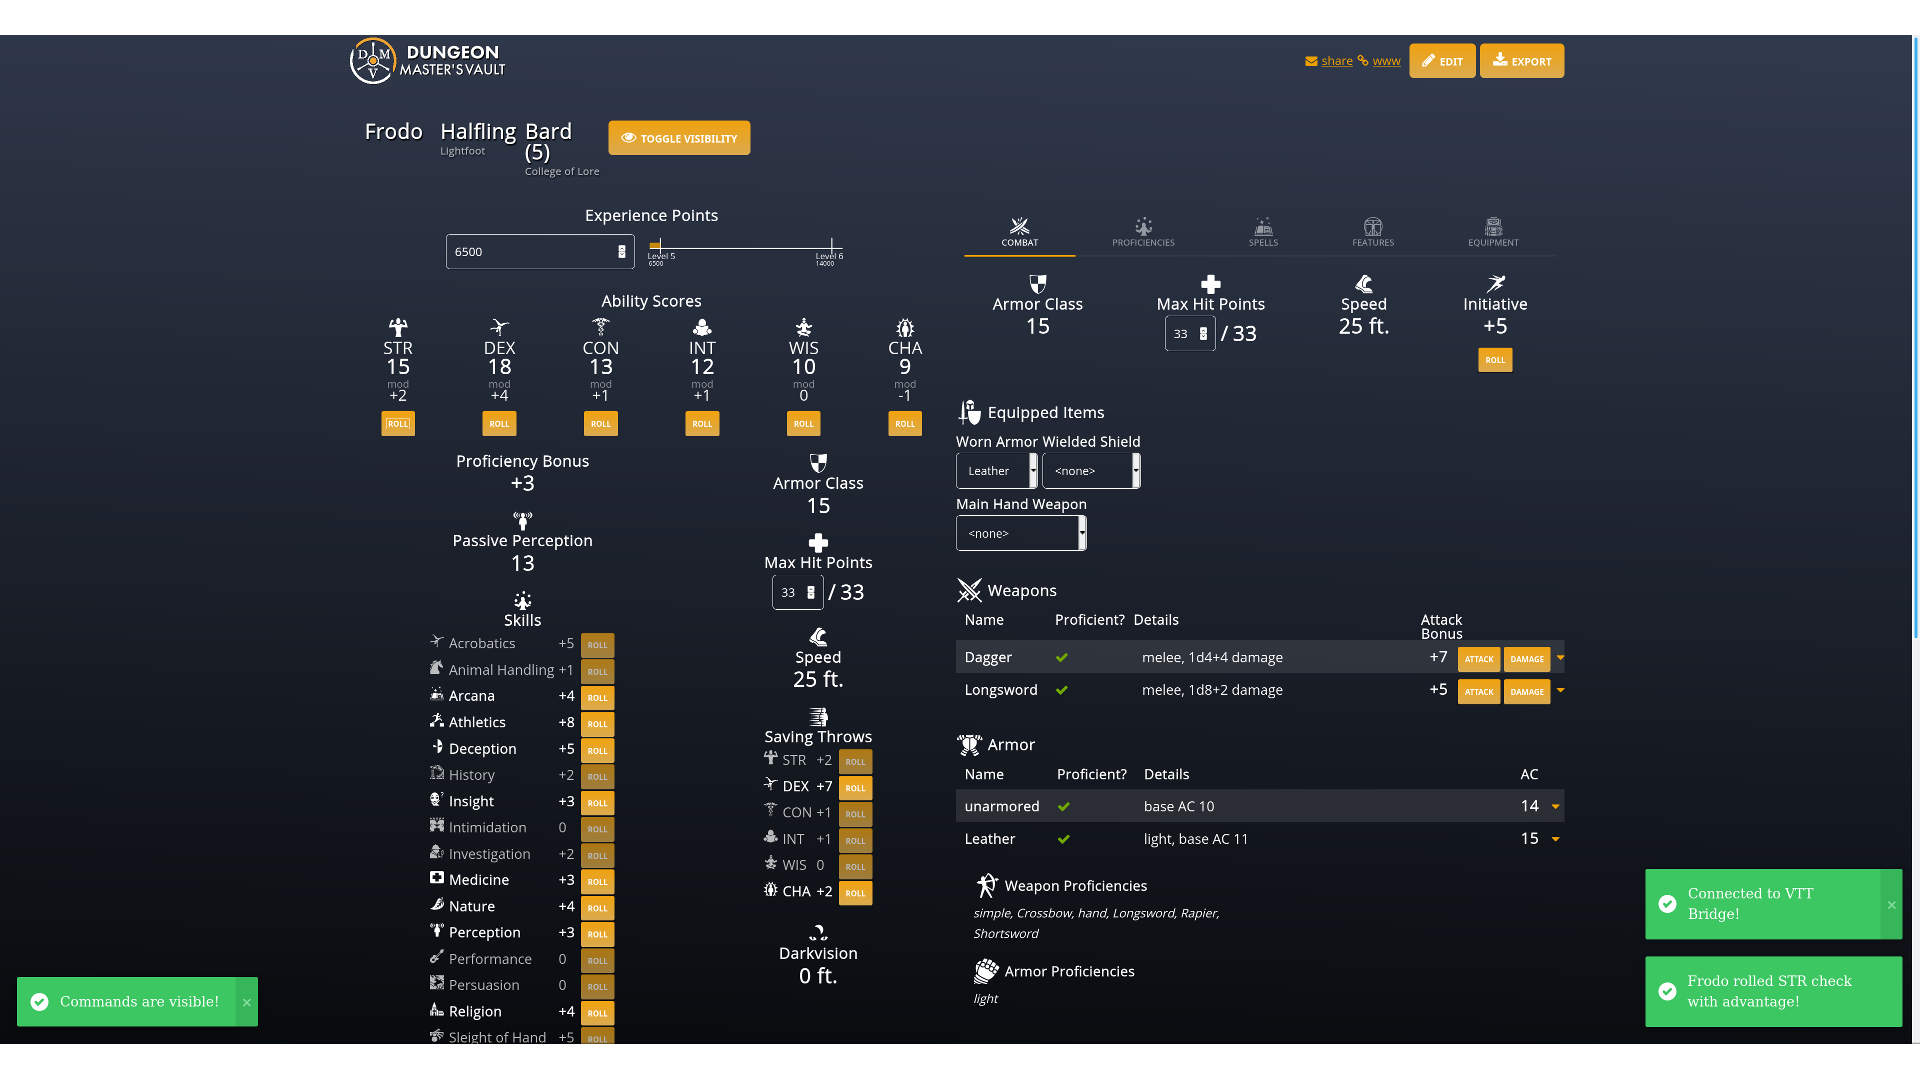 DUNGEON
MASTER'S VAULT
share www EDIT EXPORT
Frodo Halfling Bard (5)
Lightfoot
College of Lore
TOGGLE VISIBILITY
Experience Points
6500
Level 5 Level 6
6500 14000
Ability Scores
STR DEX CON INT WIS CHA
15 18 13 12 10 9
mod mod mod mod mod mod
+2 +4 +1 +1 0 -1
ROLL ROLL ROLL ROLL ROLL ROLL
Proficiency Bonus
+3
Passive Perception
13
Skills
Acrobatics +5 ROLL
Animal Handling +1 ROLL
Arcana +4 ROLL
Athletics +8 ROLL
Deception +5 ROLL
History +2 ROLL
Insight +3 ROLL
Intimidation 0 ROLL
Investigation +2 ROLL
Medicine +3 ROLL
Nature +4 ROLL
Perception +3 ROLL
Performance 0 ROLL
Persuasion 0 ROLL
Religion +4 ROLL
Sleight of Hand +5 ROLL
Armor Class
15
Max Hit Points
33 / 33
Speed
25 ft.
Saving Throws
STR +2 ROLL
DEX +7 ROLL
CON +1 ROLL
INT +1 ROLL
WIS 0 ROLL
CHA +2 ROLL
Darkvision
0 ft.
COMBAT PROFICIENCIES SPELLS FEATURES EQUIPMENT
Armor Class Max Hit Points Speed Initiative
15 33 / 33 25 ft. +5
ROLL
Equipped Items
Worn Armor Wielded Shield
Leather <none>
Main Hand Weapon
<none>
Weapons
Name Proficient? Details Attack Bonus
Dagger melee, 1d4+4 damage +7 ATTACK DAMAGE
Longsword melee, 1d8+2 damage +5 ATTACK DAMAGE
Armor
Name Proficient? Details AC
unarmored base AC 10 14
Leather light, base AC 11 15
Weapon Proficiencies
simple, Crossbow, hand, Longsword, Rapier,
Shortsword
Armor Proficiencies
light
Commands are visible! ×
Connected to VTT
Bridge! ×
Frodo rolled STR check
with advantage!